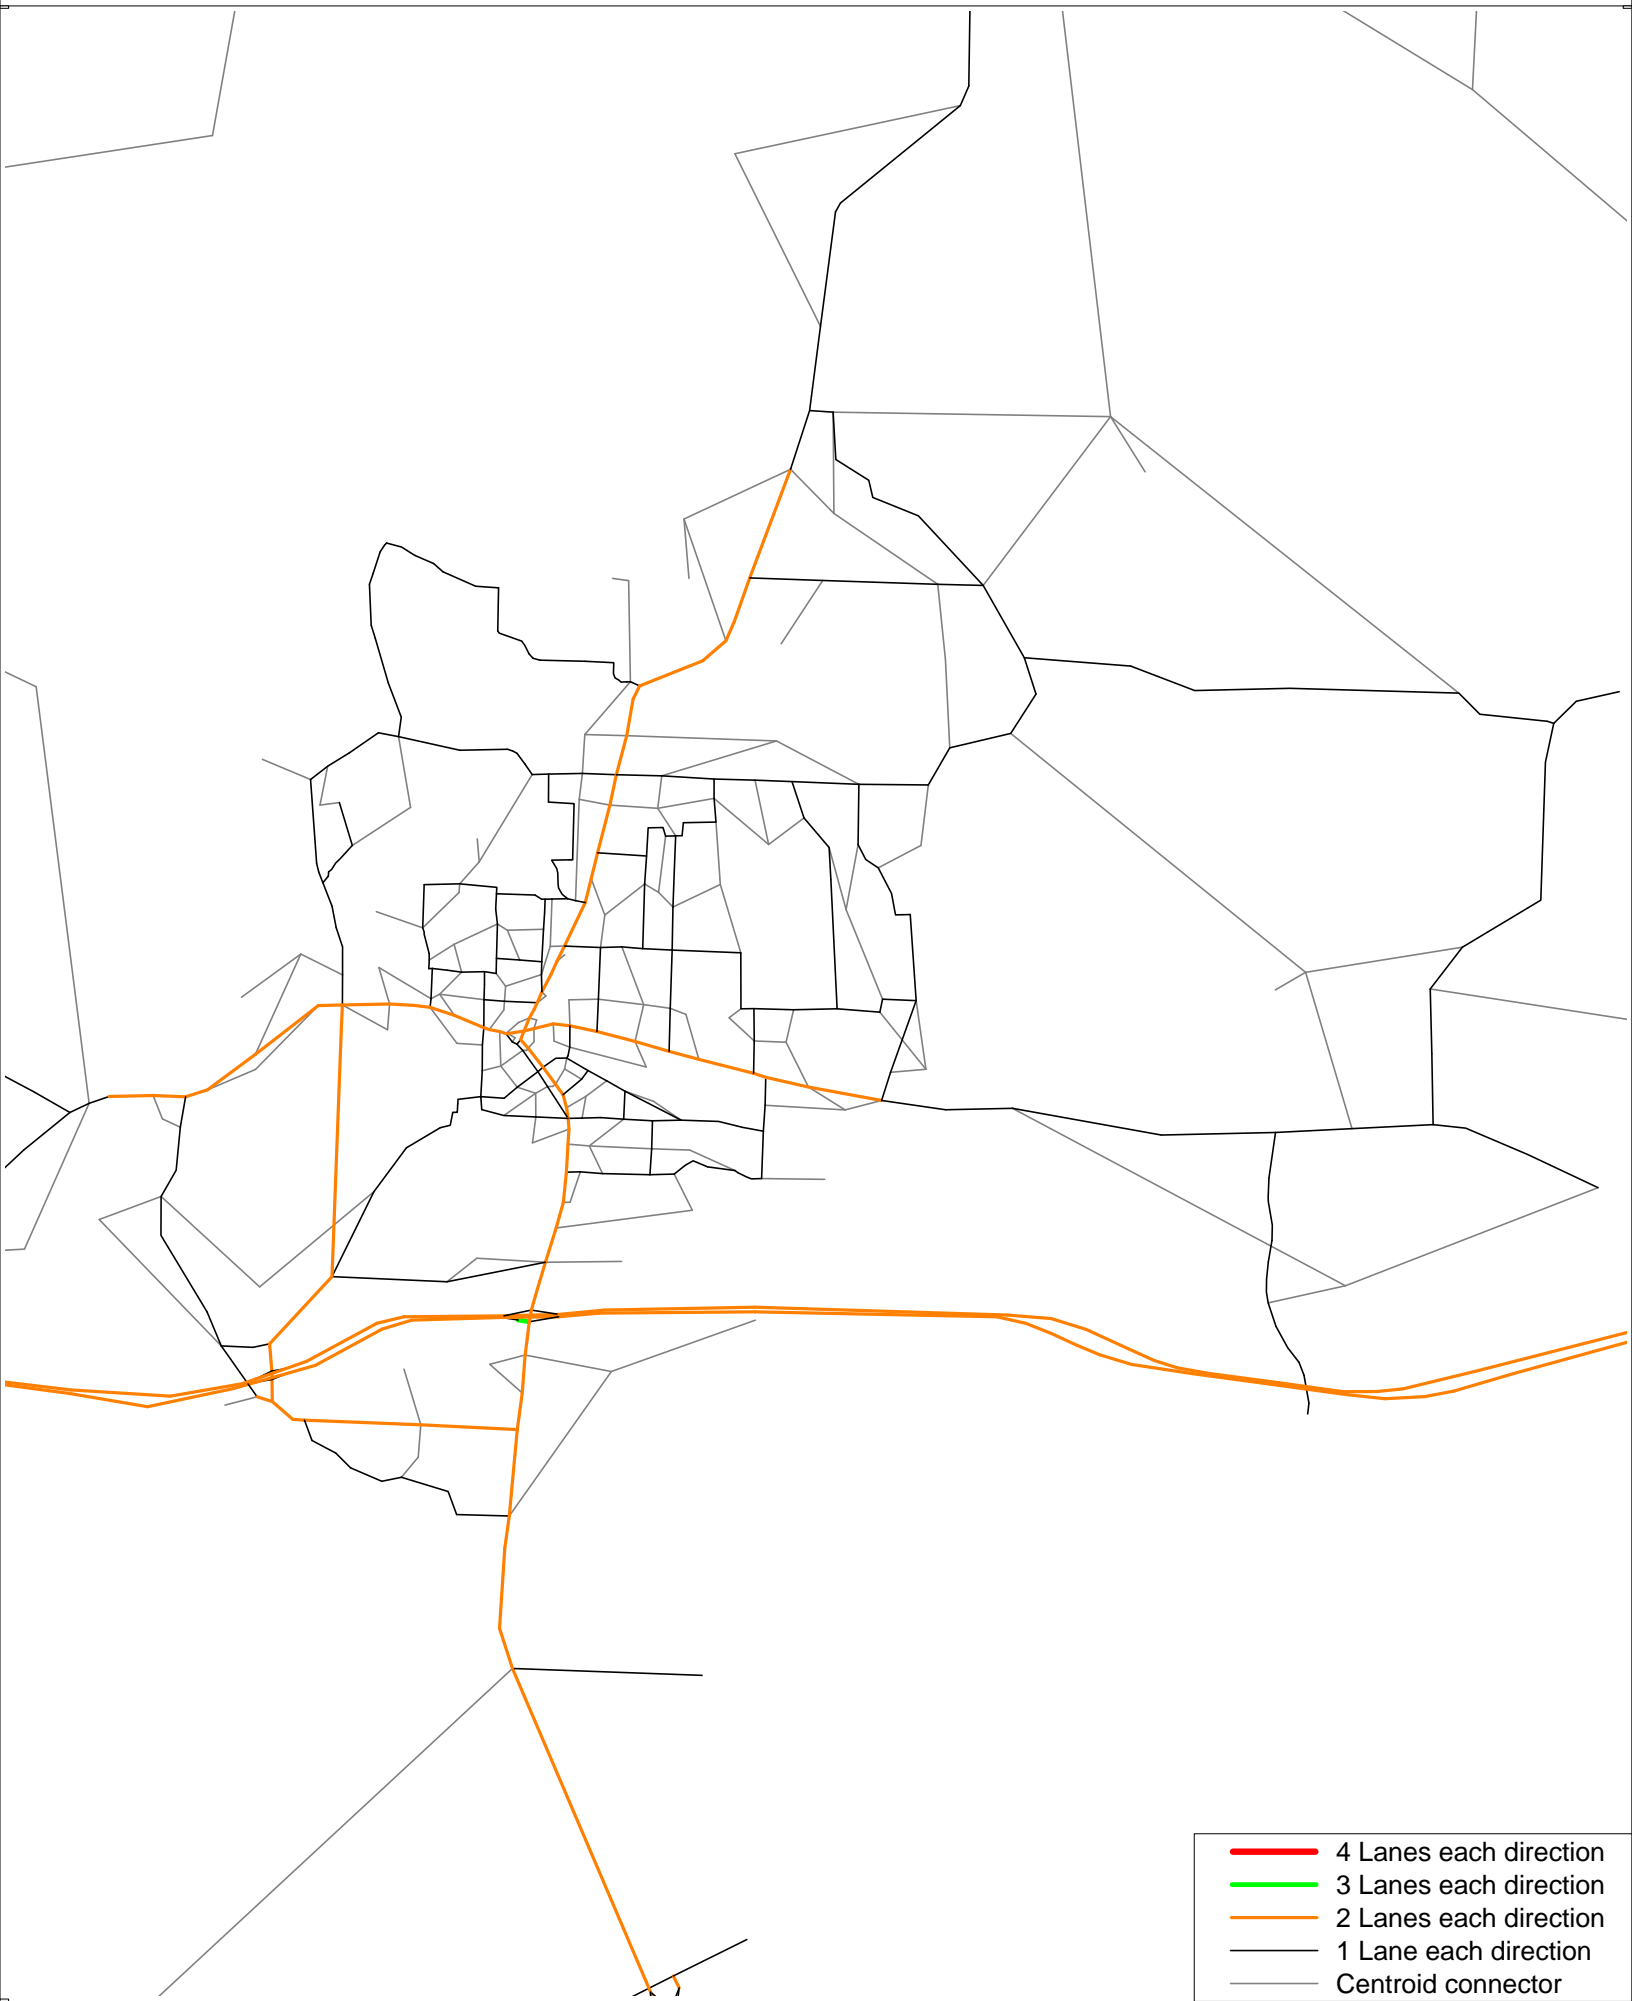 4 Lanes each direction
3 Lanes each direction
2 Lanes each direction
1 Lane each direction
Centroid connector